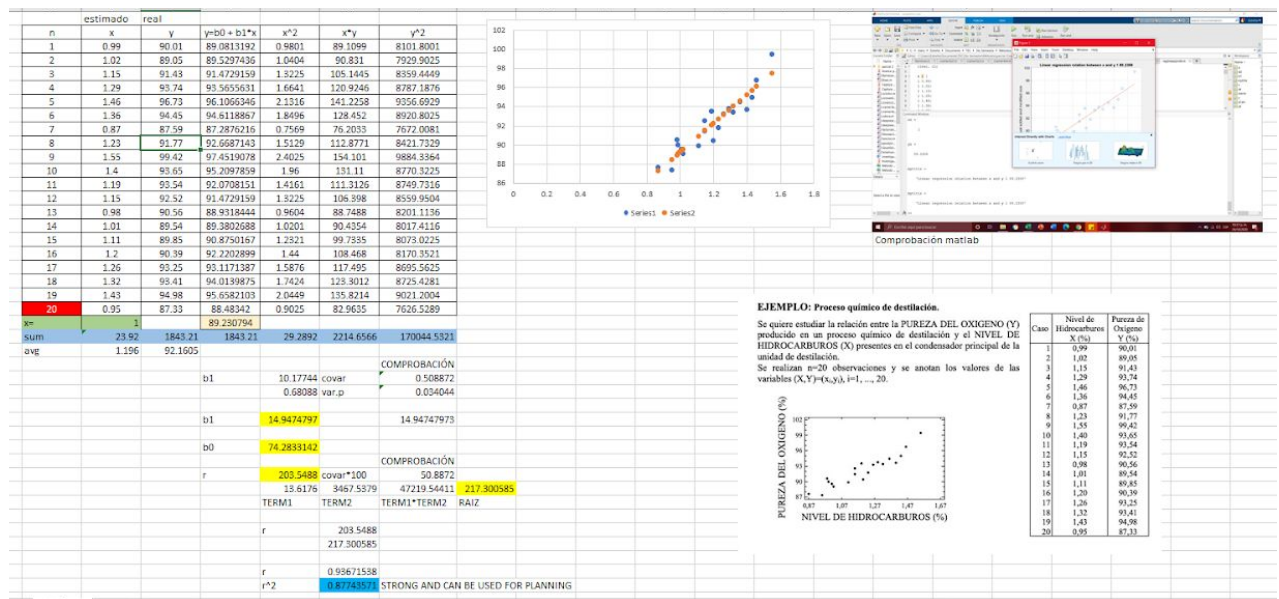 estimado real
n x y y=b0 + b1*X x^2 x*y y^2
1 0.99 90.01 89.0813192 0.9801 89.1099 8101.8001
2 1.02 89.05 1.0404 90.831 7929.9025
3 1.15 91.43 91.4729159 1.3225 105.1445 8359.4449
4 1.29 93.74 93.5655631 1.6641 120.9246 8787.1876
5 1.46 96.73 96.1066346 2.1316 141.2258 9356.6929
6 1.36 94.45 94.6118867 1.8496 128.452 8920.8025
7 0.87 87.59 87.2876216 0.7569 76.2033 7672.0081
8 1.23 91.77 92.6687143 1.5129 112.8771 8421.7329
9 1.55 99.42 97.4519078 2.4025 154.101 9884.3364
10 1.4 93.65 95.2097859 1.96 131.11 8770.3225
11 1.19 93.54 92.0708151 1.4161 111.3126 8749.7316
12 1.15 92.52 91.4729159 1.3225 106.398 8559.9504
13 0.98 90.56 88.9318444 0.9604 88.7488 8201.1136
14 1.01 89.54 89.3802688 1.0201 90.4354 8017.4116
15 1.11 89.85 90.8750167 1.2321 99.7335 8073.0225
16 1.2 90.39 92.2202899 1.44 108.468 8170.3521
17 1.26 93.25 93.1171387 1.5876 117.495 8695.5625
18 1.32 93.41 94.0139875 1.7424 123.3012 8725.4281
19 1.43 94.98 95.6582103 2.0449 135.8214 9021.2004
20 0.95 87.33 88.48342 0.9025 82.9635 7626.5289
x= 1 89.230794
sum 23.92 1843.21 1843.21 29.2892 2214.6566 170044.5321
avg 1.196 92.1605
COMPROBACIÓN
b1 10.17744 covar 0.508872
0.68088 var.p 0.034044
b1 14.9474797 14.94747973
b0 74.2833142
COMPROBACIÓN
r 203.5488 covar*100 50.8872
13.6176 3467.5379 47219.54411 217.300585
TERM1 TERM2 TERM1*TERM2 RAIZ
r 203.5488
217.300585
r 0.93671538
r^2 0.87743571 STRONG AND CAN BE USED FOR PLANNING
102
100
98
96
94
92
90
88
86
0 0.2 0.4 0.6 0.8 1 1.2 1.4 1.6 1.8
Series1 Series2
Comprobación matlab
EJEMPLO: Proceso químico de destilación.
Se quiere estudiar la relación entre la PUREZA DEL OXIGENO (Y)
producido en un proceso químico de destilación y el NIVEL DE
HIDROCARBUROS (X) presentes en el condensador principal de la
unidad de destilación.
Se realizan n=20 observaciones y se anotan los valores de las
variables (X,Y)=(xᵢ,yᵢ), i=1, ..., 20.
PUREZA DEL OXIGENO (%)
102
99
96
93
90
87
0,87 1,07 1,27 1,47 1,67
NIVEL DE HIDROCARBUROS (%)
Caso Nivel de Hidrocarburos X (%) Pureza de Oxigeno Y (%)
1 0,99 90,01
2 1,02 89,05
3 1,15 91,43
4 1,29 93,74
5 1,46 96,73
6 1,36 94,45
7 0,87 87,59
8 1,23 91,77
9 1,55 99,42
10 1,40 93,65
11 1,19 93,54
12 1,15 92,52
13 0,98 90,56
14 1,01 89,54
15 1,11 89,85
16 1,20 90,39
17 1,26 93,25
18 1,32 93,41
19 1,43 94,98
20 0,95 87,33